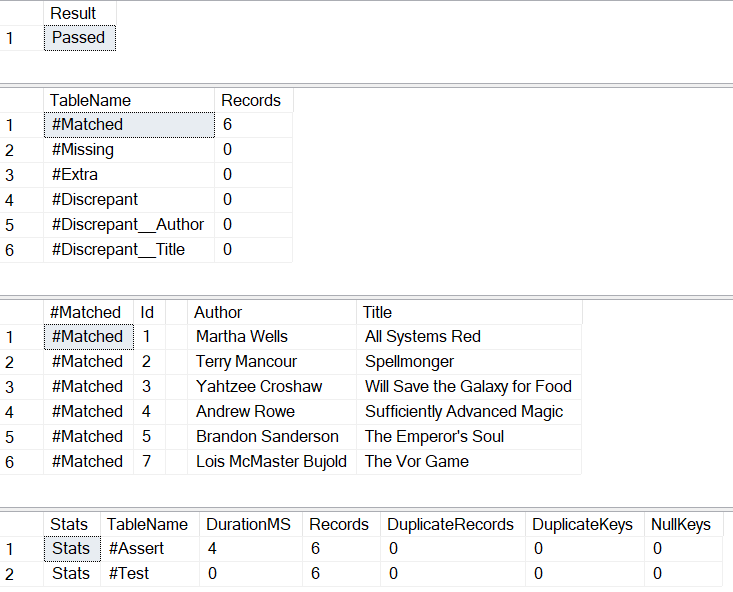 Result
1 Passed
TableName Records
1 #Matched 6
2 #Missing 0
3 #Extra 0
4 #Discrepant 0
5 #Discrepant__Author 0
6 #Discrepant__Title 0
#Matched Id Author Title
1 #Matched 1 Martha Wells All Systems Red
2 #Matched 2 Terry Mancour Spellmonger
3 #Matched 3 Yahtzee Croshaw Will Save the Galaxy for Food
4 #Matched 4 Andrew Rowe Sufficiently Advanced Magic
5 #Matched 5 Brandon Sanderson The Emperor's Soul
6 #Matched 7 Lois McMaster Bujold The Vor Game
Stats TableName DurationMS Records DuplicateRecords DuplicateKeys NullKeys
1 Stats #Assert 4 6 0 0 0
2 Stats #Test 0 6 0 0 0